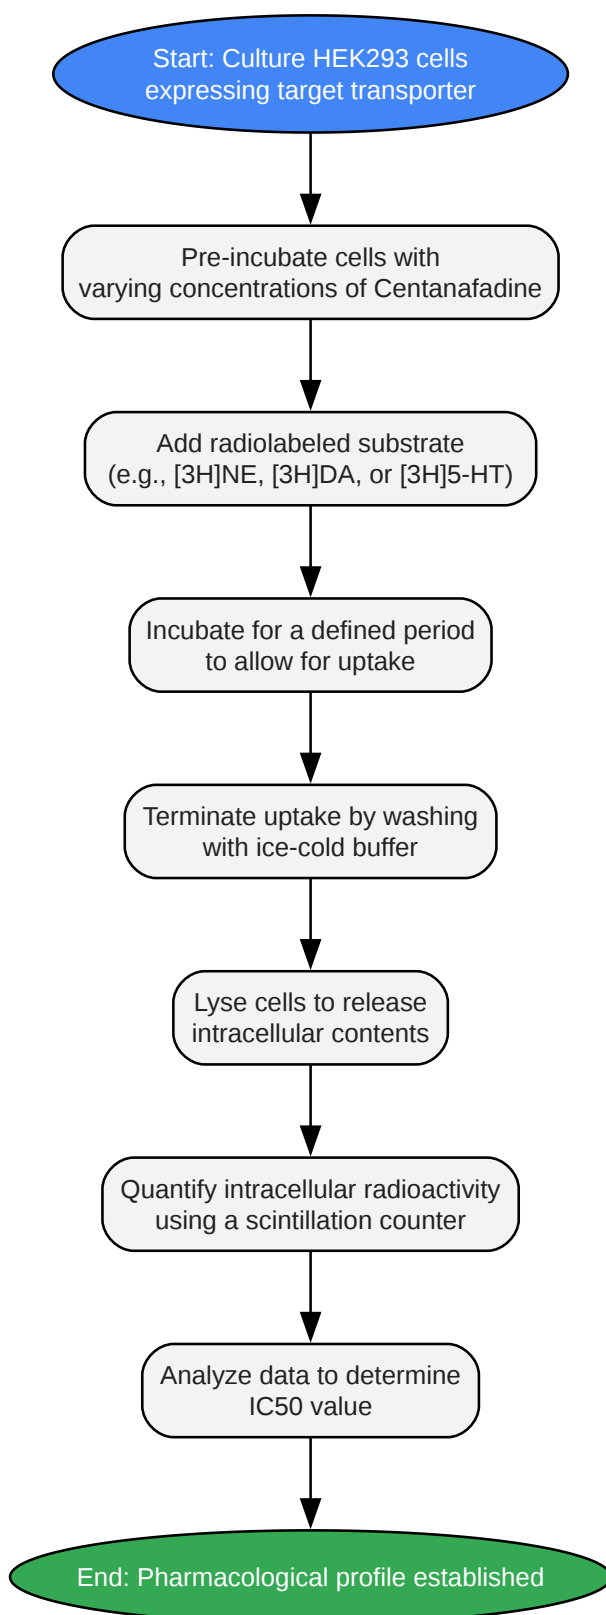 Start: Culture HEK293 cells
expressing target transporter
Pre-incubate cells with
varying concentrations of Centanafadine
Add radiolabeled substrate
(e.g., [3H]NE, [3H]DA, or [3H]5-HT)
Incubate for a defined period
to allow for uptake
Terminate uptake by washing
with ice-cold buffer
Lyse cells to release
intracellular contents
Quantify intracellular radioactivity
using a scintillation counter
Analyze data to determine
IC50 value
End: Pharmacological profile established